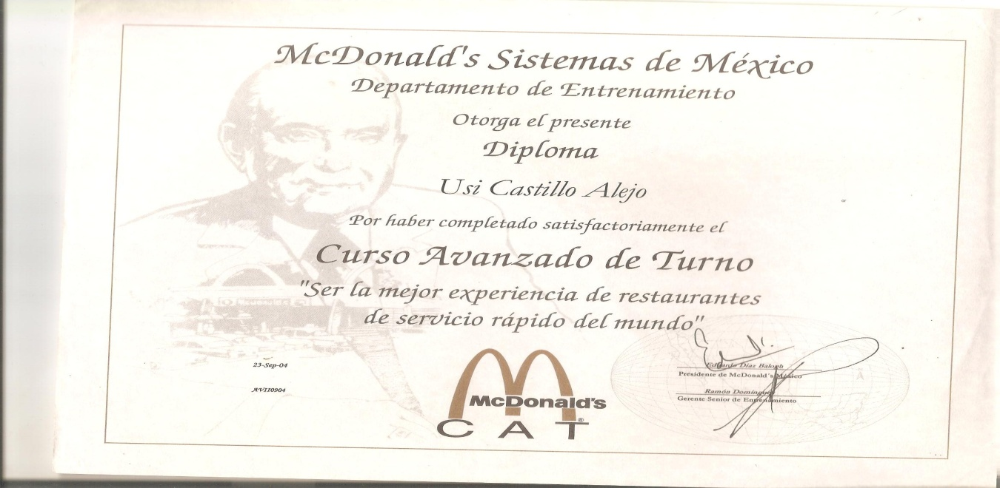 McDonald's Sistemas de México
Departamento de Entrenamiento
Otorga el presente
Diploma
Usi Castillo Alejo
Por haber completado satisfactoriamente el
Curso Avanzado de Turno
"Ser la mejor experiencia de restaurantes
de servicio rápido del mundo"
McDonald's
23-Sep-04
AVII0904
McDonald's
CAT®
Eduardo Díaz Balogh
Presidente de McDonald's México
Ramón Domínguez
Gerente Senior de Entrenamiento